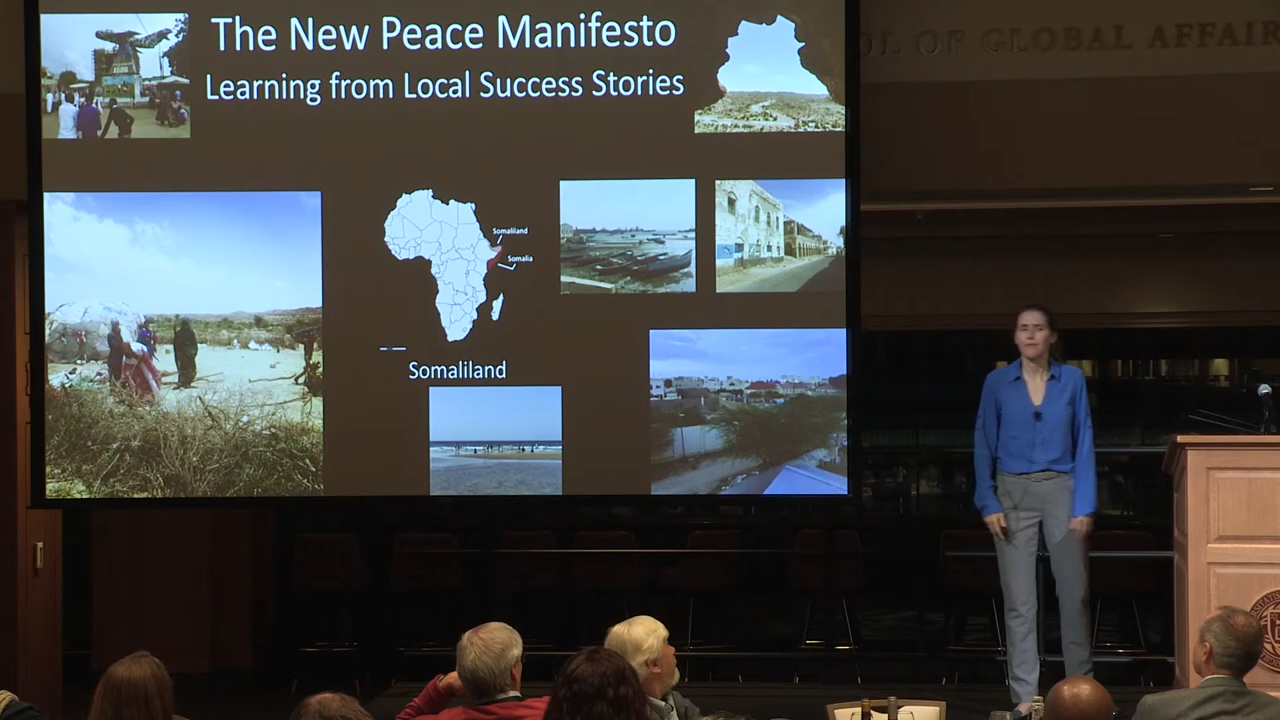 The New Peace Manifesto
Learning from Local Success Stories
OL OF GLOBAL AFFAIR
Somaliland
Somalia
Somaliland